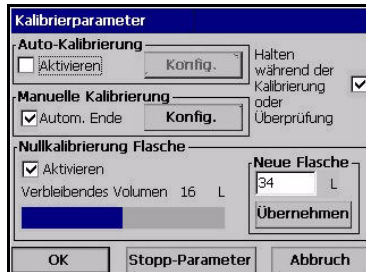 Kalibrierparameter
Auto-Kalibrierung
Aktivieren
Konfig.
Halten
während der
Kalibrierung
oder
Überprüfung
Manuelle Kalibrierung
Autom. Ende
Konfig.
Nullkalibrierung Flasche
Aktivieren
Verbleibendes Volumen 16 L
Neue Flasche
34 L
Übernehmen
OK
Stopp-Parameter
Abbruch